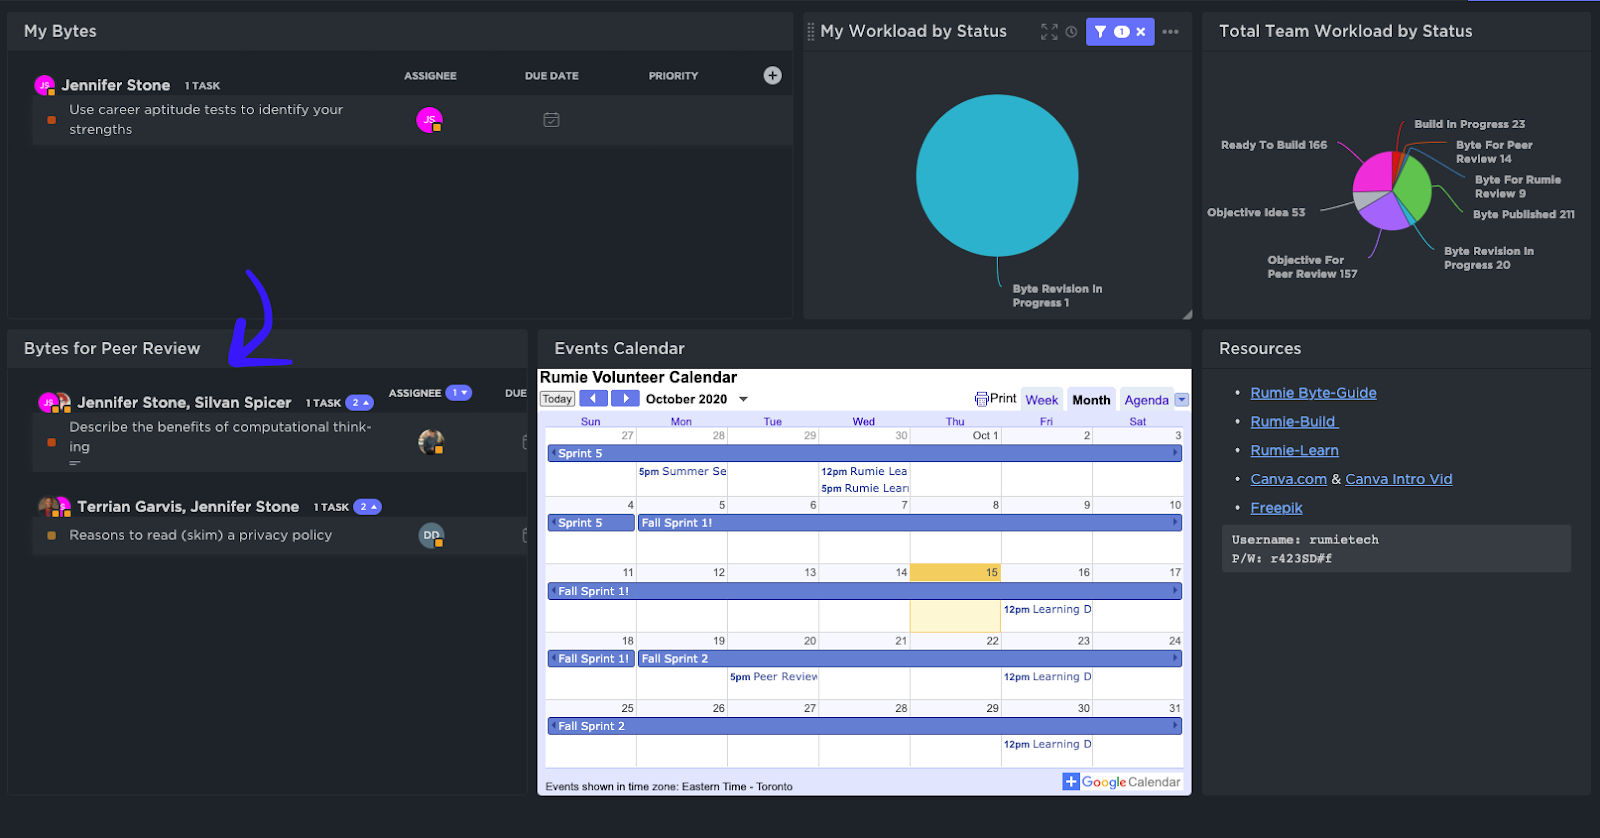 My Bytes
JS
Jennifer Stone 1 TASK
ASSIGNEE
DUE DATE
PRIORITY
Use career aptitude tests to identify your
strengths
JS
My Workload by Status
1
Byte Revision In
Progress 1
Total Team Workload by Status
Build In Progress 23
Ready To Build 166
Byte For Peer
Review 14
Byte For Rumie
Review 9
Objective Idea 53
Byte Published 211
Byte Revision In
Progress 20
Objective For
Peer Review 157
Bytes for Peer Review
JS
Jennifer Stone, Silvan Spicer 1 TASK 2
ASSIGNEE 1
DUE
Describe the benefits of computational think-
ing
Terrian Garvis, Jennifer Stone 1 TASK 2
Reasons to read (skim) a privacy policy
DD
Events Calendar
Rumie Volunteer Calendar
Today
October 2020
Print
Week
Month
Agenda
Sun Mon Tue Wed Thu Fri Sat
27 28 29 30 Oct 1 2 3
Sprint 5
5pm Summer Se
12pm Rumie Lea
5pm Rumie Learn
4 5 6 7 8 9 10
Sprint 5
Fall Sprint 1!
11 12 13 14 15 16 17
Fall Sprint 1!
12pm Learning D
18 19 20 21 22 23 24
Fall Sprint 1!
Fall Sprint 2
5pm Peer Review
12pm Learning D
25 26 27 28 29 30 31
Fall Sprint 2
12pm Learning D
Events shown in time zone: Eastern Time - Toronto
Google Calendar
Resources
Rumie Byte-Guide
Rumie-Build
Rumie-Learn
Canva.com & Canva Intro Vid
Freepik
Username: rumietech
P/W: r423SD#f